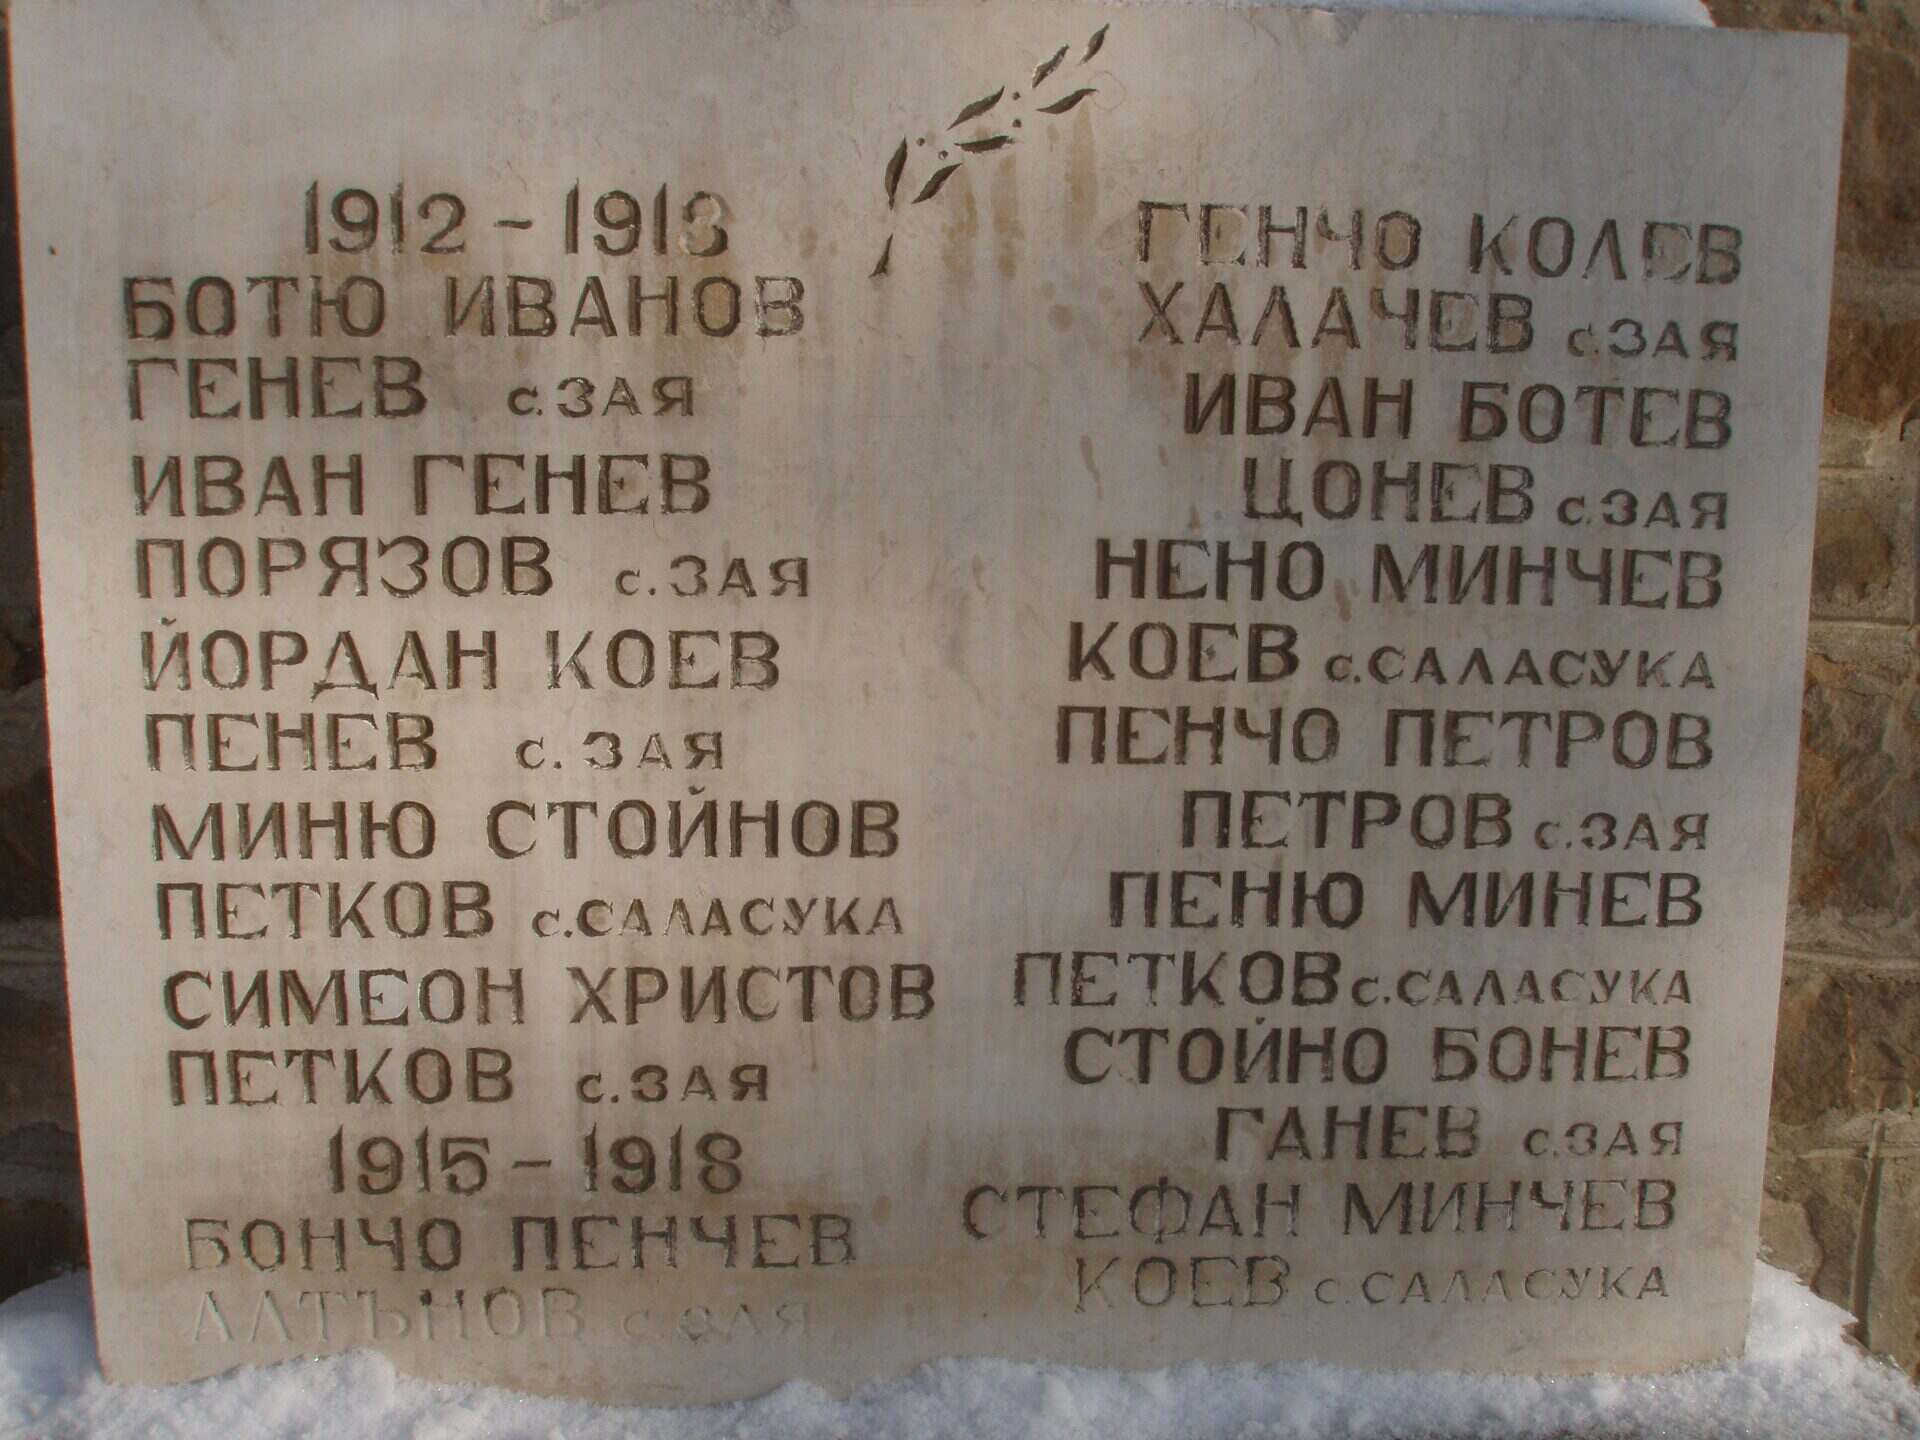 1912 - 1913
БОТЮ ИВАНОВ
ГЕНЕВ с. ЗАЯ
ИВАН ГЕНЕВ
ПОРЯЗОВ с. ЗАЯ
ЙОРДАН КОЕВ
ПЕНЕВ с. ЗАЯ
МИНЮ СТОЙНОВ
ПЕТКОВ с. САЛАСУКА
СИМЕОН ХРИСТОВ
ПЕТКОВ с. ЗАЯ
1915 - 1918
БОНЧО ПЕНЧЕВ
АЛТЪНОВ с. ЗАЯ
ГЕНЧО КОЛЕВ
ХАЛАЧЕВ с. ЗАЯ
ИВАН БОТЕВ
ЦОНЕВ с. ЗАЯ
НЕНО МИНЧЕВ
КОЕВ с. САЛАСУКА
ПЕНЧО ПЕТРОВ
ПЕТРОВ с. ЗАЯ
ПЕНЮ МИНЕВ
ПЕТКОВ с. САЛАСУКА
СТОЙНО БОНЕВ
ГАНЕВ с. ЗАЯ
СТЕФАН МИНЧЕВ
КОЕВ с. САЛАСУКА